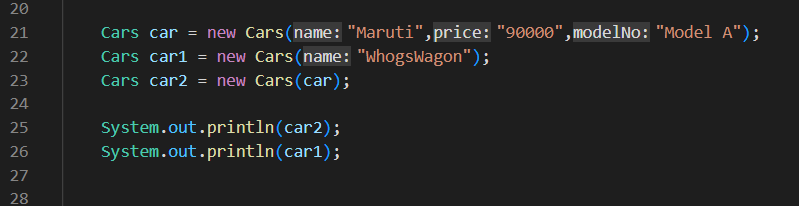 20
21 Cars car = new Cars(name:"Maruti",price:"90000",modelNo:"Model A");
22 Cars car1 = new Cars(name:"WhogsWagon");
23 Cars car2 = new Cars(car);
24
25 System.out.println(car2);
26 System.out.println(car1);
27
28